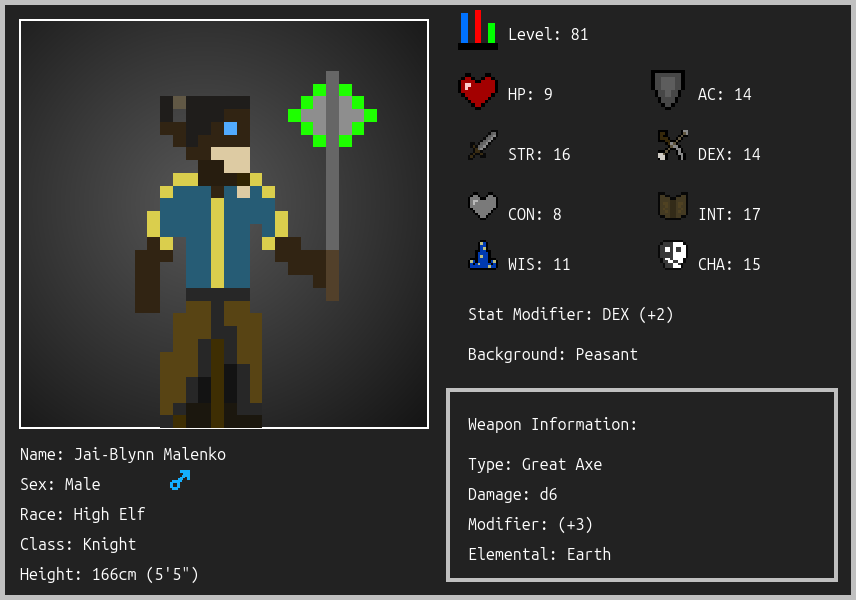 Level: 81
HP: 9
AC: 14
STR: 16
DEX: 14
CON: 8
INT: 17
WIS: 11
CHA: 15
Stat Modifier: DEX (+2)
Background: Peasant
Weapon Information:
Type: Great Axe
Damage: d6
Modifier: (+3)
Elemental: Earth
Name: Jai-Blynn Malenko
Sex: Male
Race: High Elf
Class: Knight
Height: 166cm (5'5")